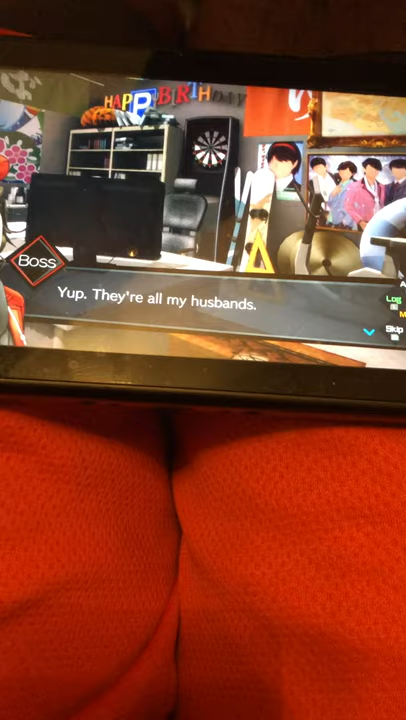 HAPPY BIRTHDAY
BOSS
Yup. They're all my husbands.
Log
Skip